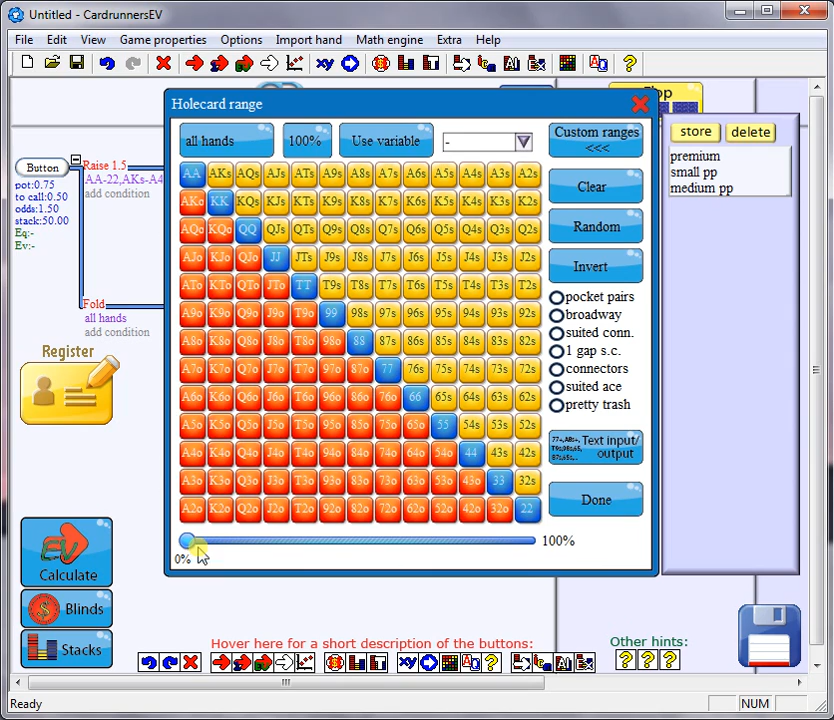 Untitled - CardrunnersEV
File Edit View Game properties Options Import hand Math engine Extra Help
Button
pot:0.75
to call:0.50
odds:1.50
stack:50.00
Eq:-
Ev:-
Raise 1.5
AA-22,AKs-A4
add condition
Fold
all hands
add condition
Register
EV
Calculate
Blinds
Stacks
Holecard range
all hands 100% Use variable - Custom ranges
<<<
AA AKs AQs AJs ATs A9s A8s A7s A6s A5s A4s A3s A2s
AKo KK KQs KJs KTs K9s K8s K7s K6s K5s K4s K3s K2s
AQo KQo QQ QJs QTs Q9s Q8s Q7s Q6s Q5s Q4s Q3s Q2s
AJo KJo QJo JJ JTs J9s J8s J7s J6s J5s J4s J3s J2s
ATo KTo QTo JTo TT T9s T8s T7s T6s T5s T4s T3s T2s
A9o K9o Q9o J9o T9o 99 98s 97s 96s 95s 94s 93s 92s
A8o K8o Q8o J8o T8o 98o 88 87s 86s 85s 84s 83s 82s
A7o K7o Q7o J7o T7o 97o 87o 77 76s 75s 74s 73s 72s
A6o K6o Q6o J6o T6o 96o 86o 76o 66 65s 64s 63s 62s
A5o K5o Q5o J5o T5o 95o 85o 75o 65o 55 54s 53s 52s
A4o K4o Q4o J4o T4o 94o 84o 74o 64o 54o 44 43s 42s
A3o K3o Q3o J3o T3o 93o 83o 73o 63o 53o 43o 33 32s
A2o K2o Q2o J2o T2o 92o 82o 72o 62o 52o 42o 32o 22
0% 100%
Clear
Random
Invert
pocket pairs
broadway
suited conn.
1 gap s.c.
connectors
suited ace
pretty trash
Text input/
output
Done
store delete
premium
small pp
medium pp
Hover here for a short description of the buttons:
Other hints:
Ready NUM